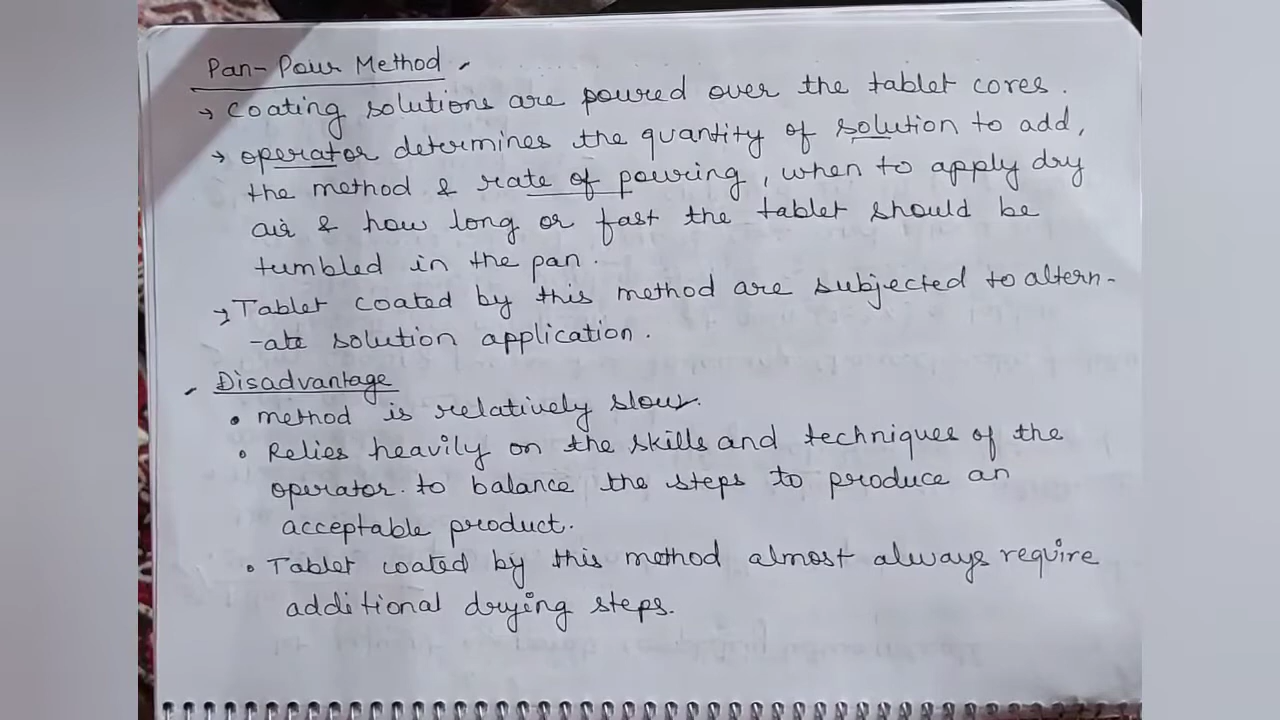 Pan-Pour Method
→ Coating solutions are poured over the tablet cores.
→ operator determines the quantity of solution to add,
the method & rate of pouring, when to apply dry
air & how long or fast the tablet should be
tumbled in the pan.
→ Tablet coated by this method are subjected to altern-
-ate solution application.
Disadvantage
• method is relatively slow.
• Relies heavily on the skills and techniques of the
operator. to balance the steps to produce an
acceptable product.
• Tablet coated by this method almost always require
additional drying steps.